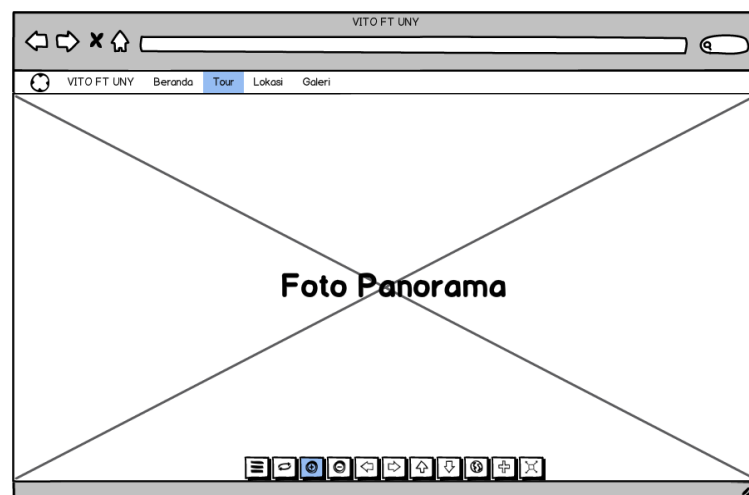 VITO FT UNY
VITO FT UNY Beranda Tour Lokasi Galeri
Foto Panorama